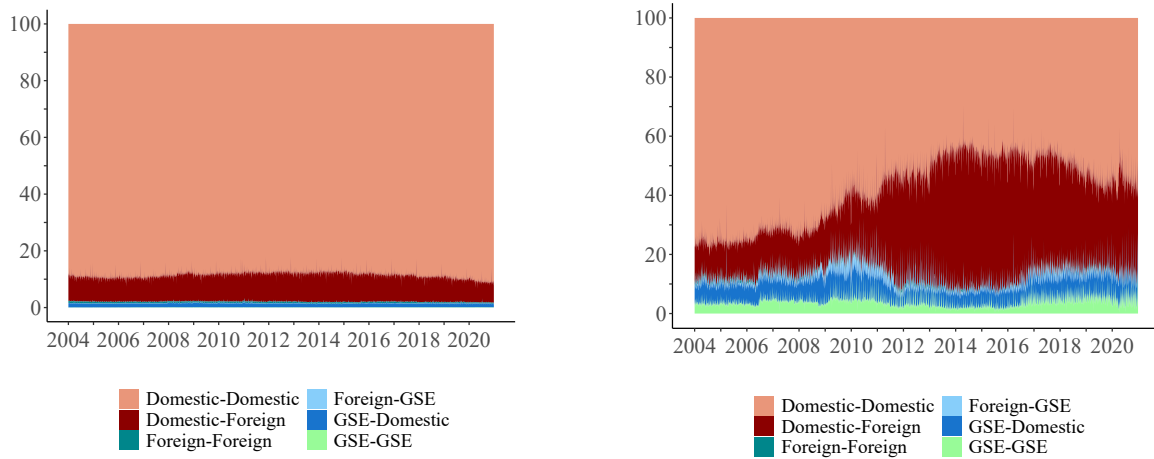 100
80
60
40
20
0
2004 2006 2008 2010 2012 2014 2016 2018 2020
Domestic-Domestic Foreign-GSE
Domestic-Foreign GSE-Domestic
Foreign-Foreign GSE-GSE
100
80
60
40
20
0
2004 2006 2008 2010 2012 2014 2016 2018 2020
Domestic-Domestic Foreign-GSE
Domestic-Foreign GSE-Domestic
Foreign-Foreign GSE-GSE